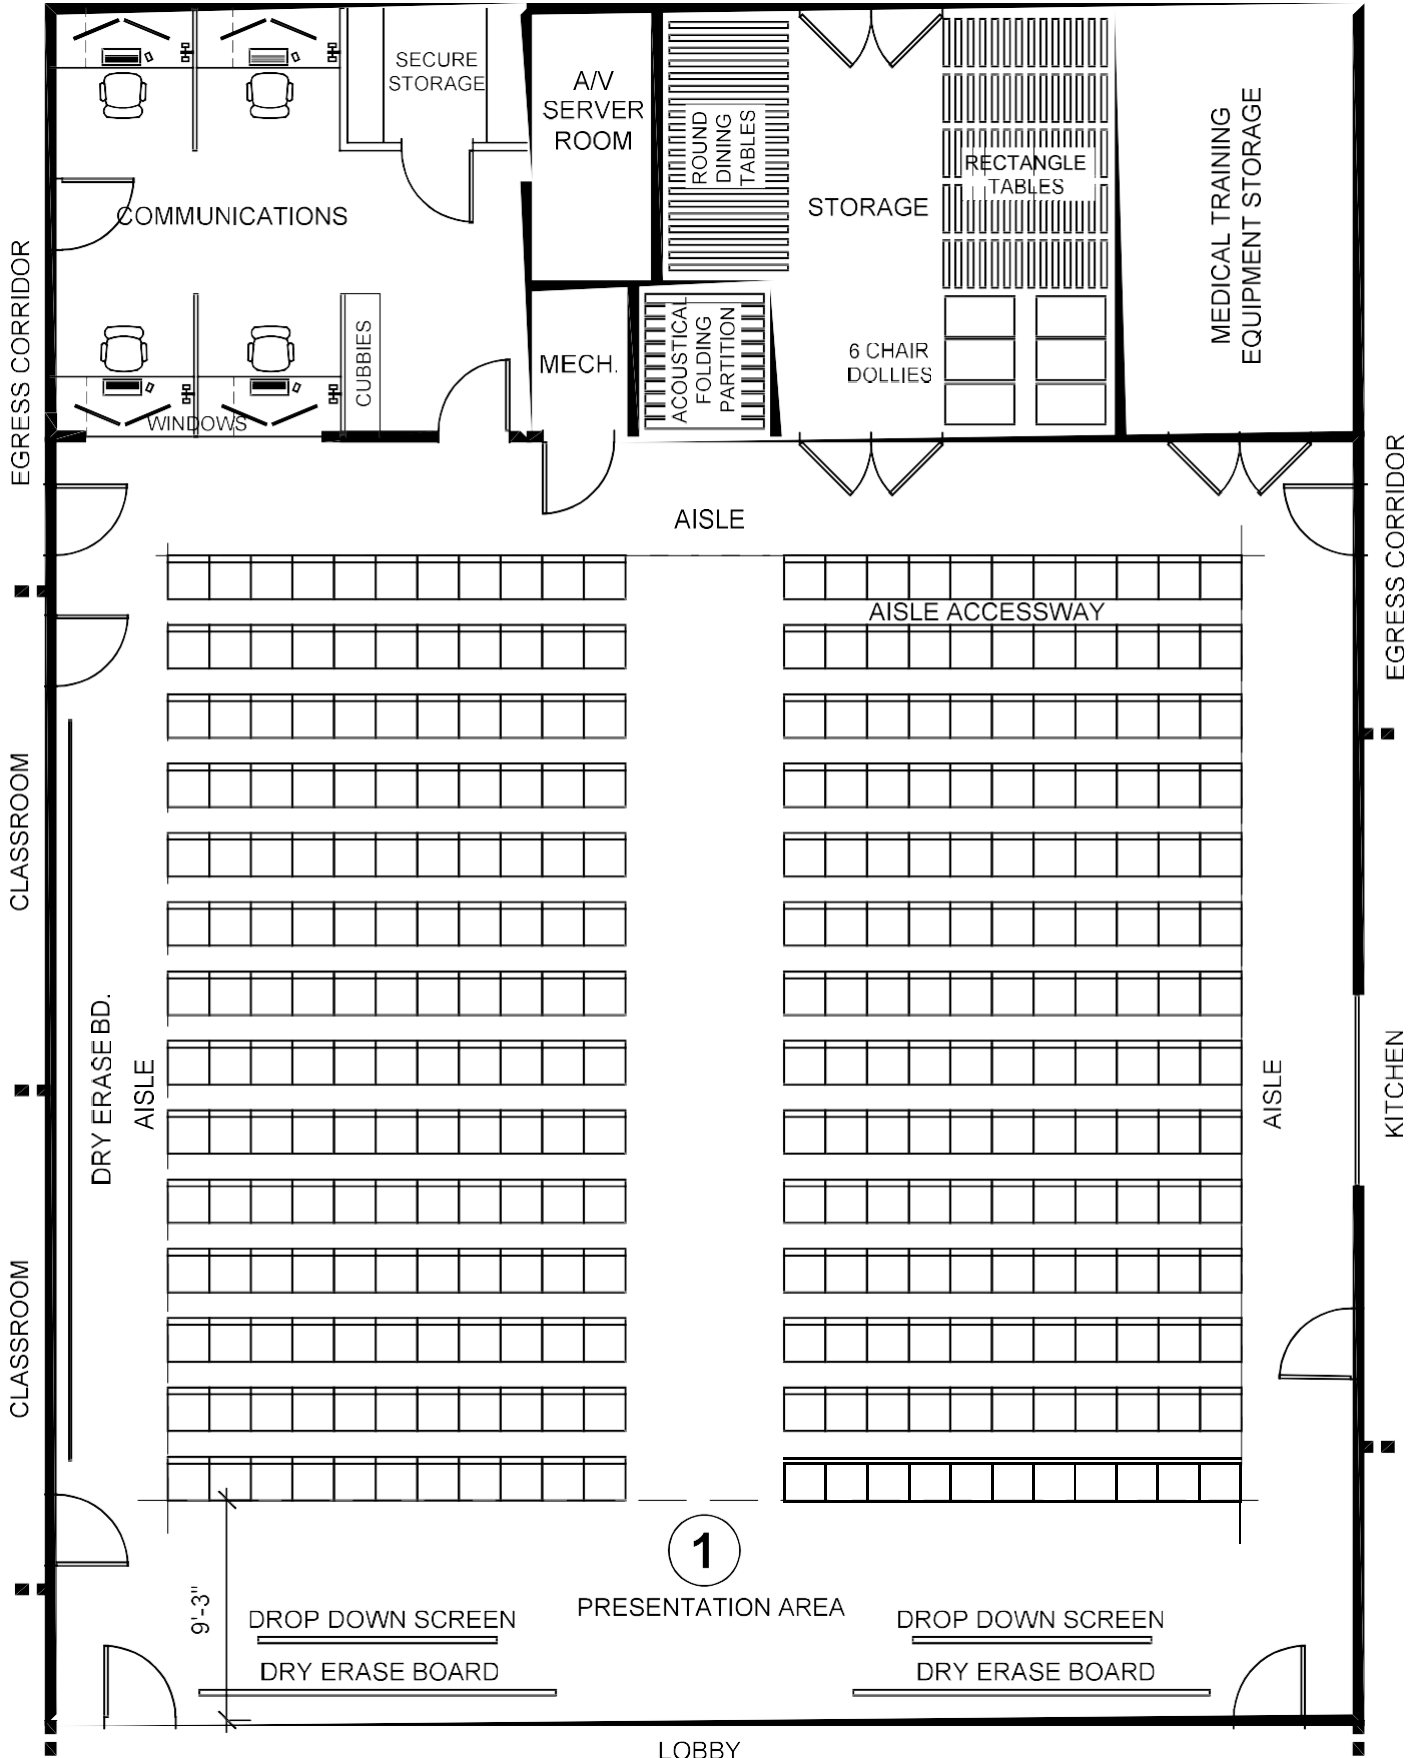 SECURE
STORAGE
A/V
SERVER
ROOM
ROUND
DINING
TABLES
RECTANGLE
TABLES
STORAGE
MEDICAL TRAINING
EQUIPMENT STORAGE
COMMUNICATIONS
EGRESS CORRIDOR
CUBBIES
WINDOWS
MECH.
ACOUSTICAL
FOLDING
PARTITION
6 CHAIR
DOLLIES
EGRESS CORRIDOR
AISLE
AISLE ACCESSWAY
CLASSROOM
DRY ERASE BD.
AISLE
AISLE
KITCHEN
CLASSROOM
1
PRESENTATION AREA
9'-3"
DROP DOWN SCREEN
DROP DOWN SCREEN
DRY ERASE BOARD
DRY ERASE BOARD
LOBBY